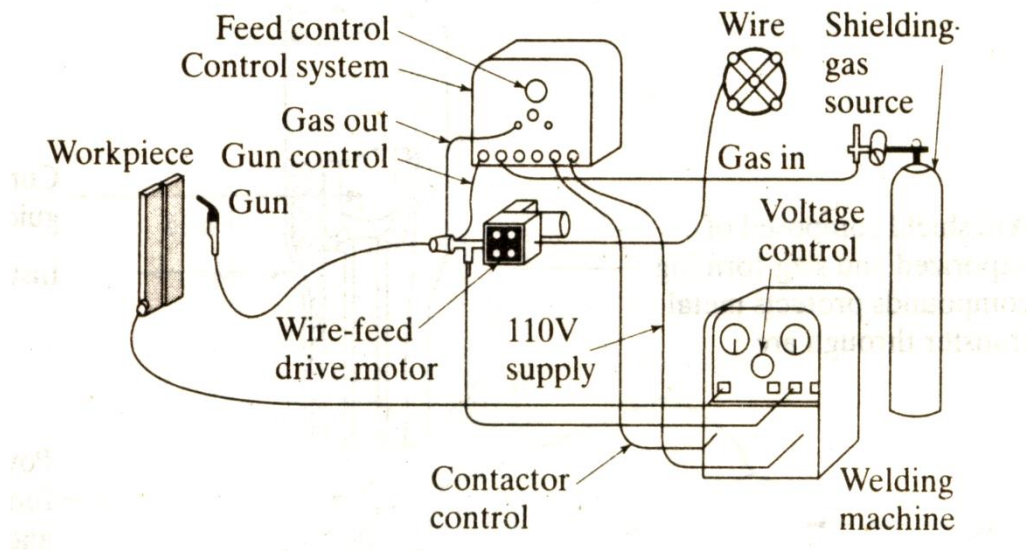 Feed control
Control system
Gas out
Gun control
Workpiece
Gun
Wire
Shielding-
gas
source
Gas in
Voltage
control
Wire-feed
drive motor
110V
supply
Contactor
control
Welding
machine